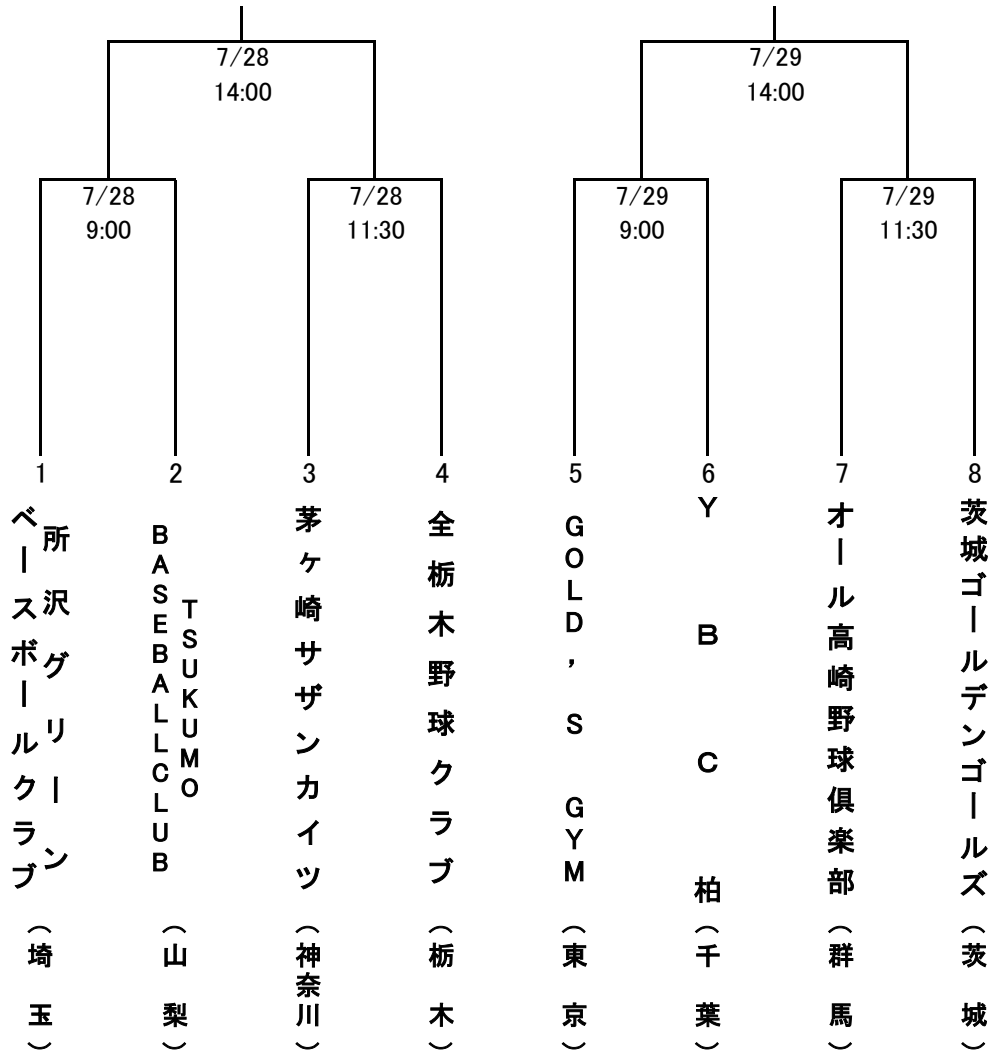 7/28
14:00
7/29
14:00
7/28
9:00
7/28
11:30
7/29
9:00
7/29
11:30
1
2
3
4
5
6
7
8
所沢グリーン
ベースボールクラブ
（埼玉）
TSUKUMO
BASEBALLCLUB
（山梨）
茅ヶ崎サザンカイツ
（神奈川）
全栃木野球クラブ
（栃木）
GOLD’S GYM
（東京）
YBC柏
（千葉）
オール高崎野球倶楽部
（群馬）
茨城ゴールデンゴールズ
（茨城）